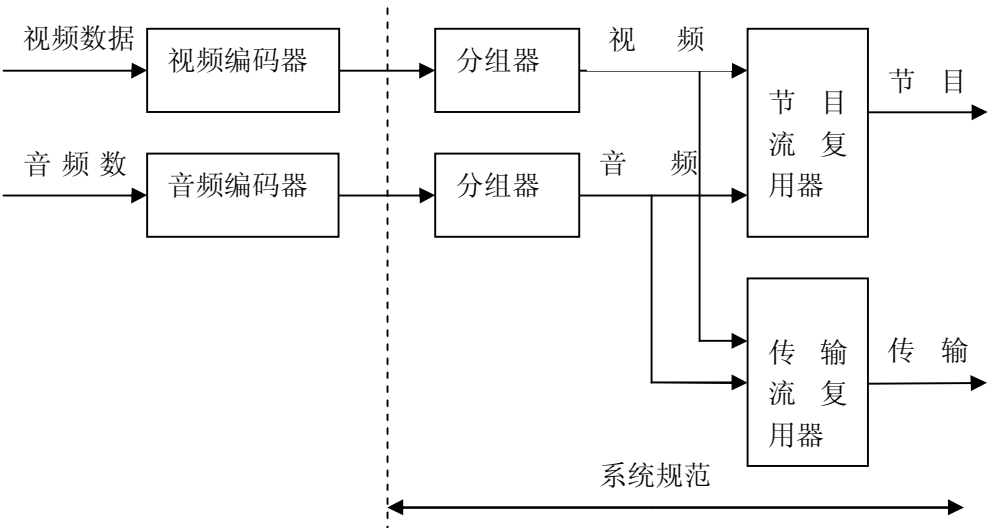 视频数据
视频编码器
分组器
视 频
节 目
流 复
用器
节 目
音 频 数
音频编码器
分组器
音 频
传 输
流 复
用器
传 输
系统规范